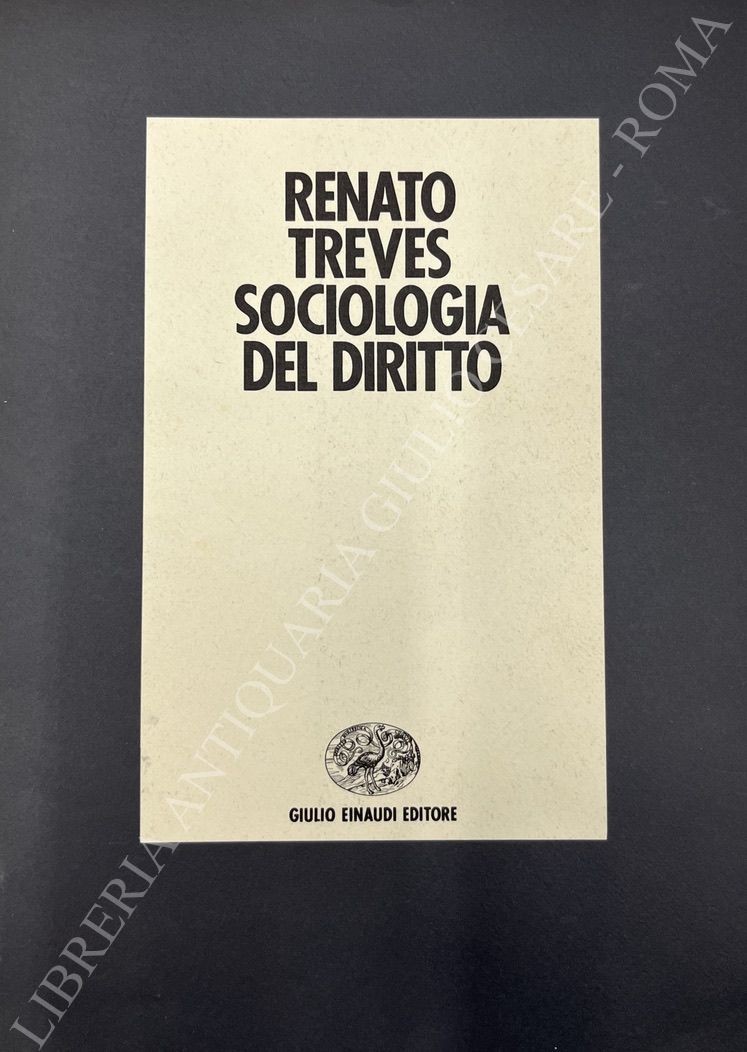 RENATO
TREVES
SOCIOLOGIA
DEL DIRITTO
GIULIO EINAUDI EDITORE
LIBRERIA ANTIQUARIA GIULIO CESARE - ROMA